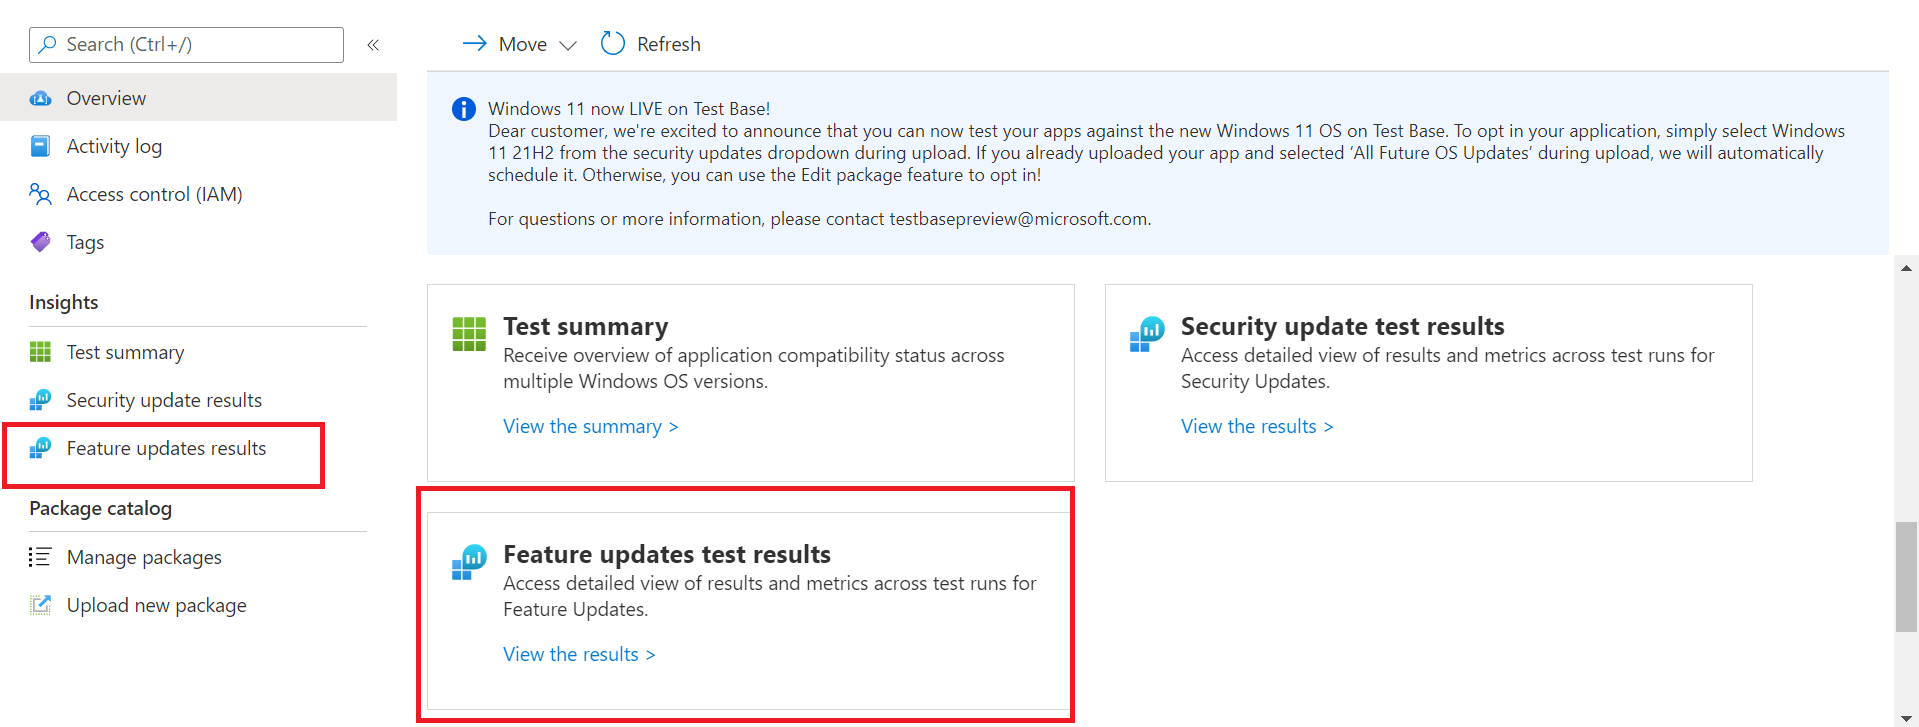 Search (Ctrl+/)
«
Overview
Activity log
Access control (IAM)
Tags
Insights
Test summary
Security update results
Feature updates results
Package catalog
Manage packages
Upload new package
Move
Refresh
Windows 11 now LIVE on Test Base!
Dear customer, we're excited to announce that you can now test your apps against the new Windows 11 OS on Test Base. To opt in your application, simply select Windows
11 21H2 from the security updates dropdown during upload. If you already uploaded your app and selected ‘All Future OS Updates’ during upload, we will automatically
schedule it. Otherwise, you can use the Edit package feature to opt in!
For questions or more information, please contact testbasepreview@microsoft.com.
Test summary
Receive overview of application compatibility status across
multiple Windows OS versions.
View the summary >
Security update test results
Access detailed view of results and metrics across test runs for
Security Updates.
View the results >
Feature updates test results
Access detailed view of results and metrics across test runs for
Feature Updates.
View the results >